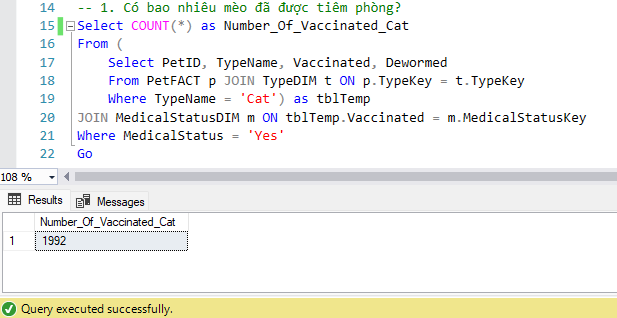 14
15 Select COUNT(*) as Number_Of_Vaccinated_Cat
-- 1. Có bao nhiêu mèo đã được tiêm phòng?
16 From (
17 Select PetID, TypeName, Vaccinated, Dewormed
18 From PetFACT p JOIN TypeDIM t ON p.TypeKey = t.TypeKey
19 Where TypeName = 'Cat') as tblTemp
20 JOIN MedicalStatusDIM m ON tblTemp.Vaccinated = m.MedicalStatusKey
21 Where MedicalStatus = 'Yes'
22 Go
108 %
Results Messages
Number_Of_Vaccinated_Cat
1 1992
Query executed successfully.